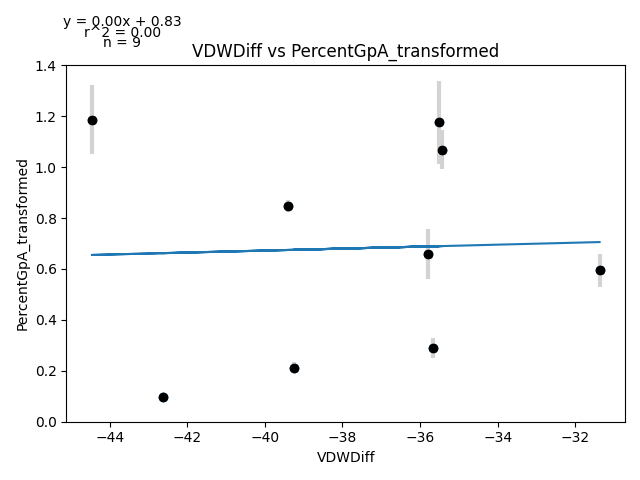 y = 0.00x + 0.83
r^2 = 0.00
n = 9
VDWDiff vs PercentGpA_transformed
PercentGpA_transformed
1.4
1.2
1.0
0.8
0.6
0.4
0.2
0.0
−44
−42
−40
−38
−36
−34
−32
VDWDiff